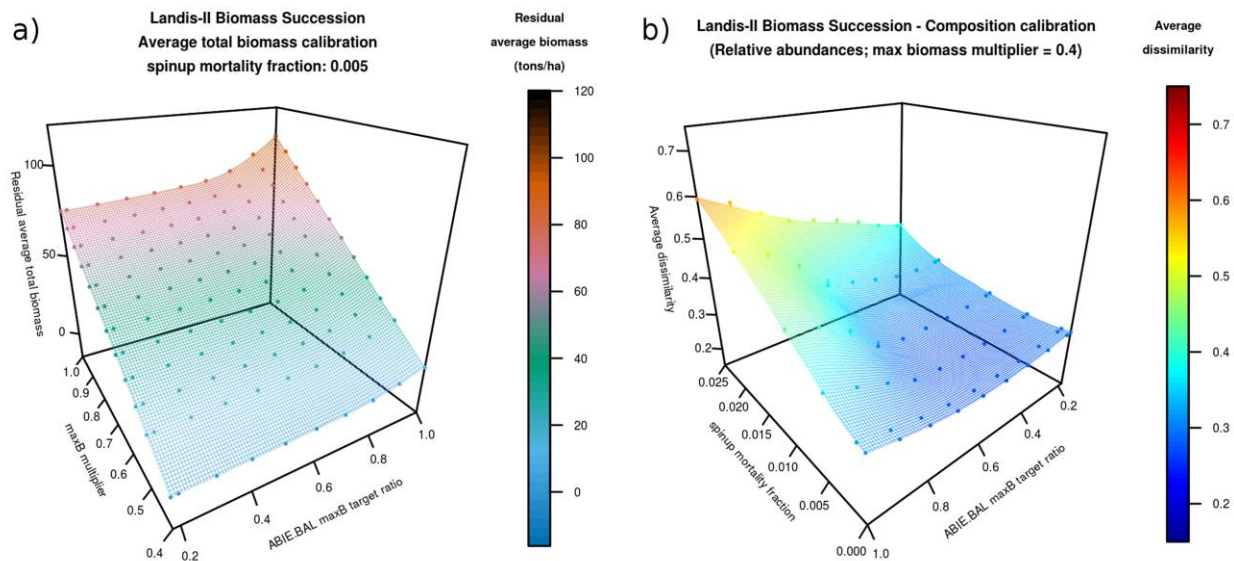 a)
Landis-II Biomass Succession
Average total biomass calibration
spinup mortality fraction: 0.005
Residual
average biomass
(tons/ha)
120
100
80
60
40
20
0
Residual average total biomass
100
50
0
maxB multiplier
1.0
0.9
0.8
0.7
0.6
0.5
0.4
ABIE.BAL maxB target ratio
0.2
0.4
0.6
0.8
1.0
b)
Landis-II Biomass Succession - Composition calibration
(Relative abundances; max biomass multiplier = 0.4)
Average
dissimilarity
0.7
0.6
0.5
0.4
0.3
0.2
Average dissimilarity
0.7
0.6
0.5
0.4
0.3
0.2
spinup mortality fraction
0.025
0.020
0.015
0.010
0.005
0.000
ABIE.BAL maxB target ratio
1.0
0.8
0.6
0.4
0.2